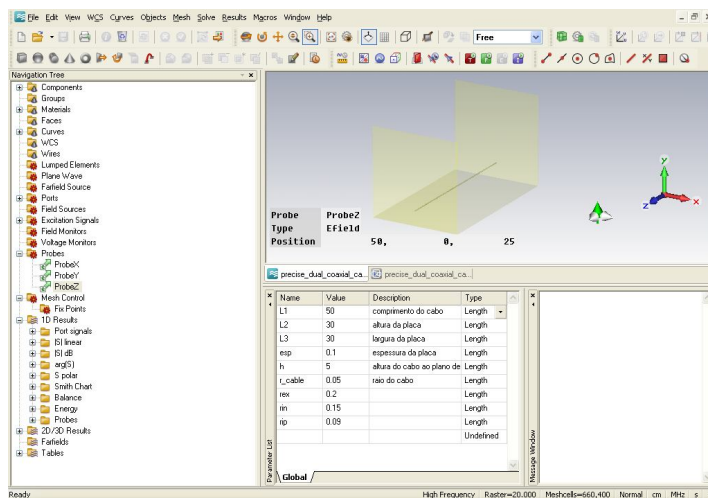 File Edit View WCS Curves Objects Mesh Solve Results Macros Window Help
Free
Navigation Tree
Components
Groups
Materials
Faces
Curves
WCS
Wires
Lumped Elements
Plane Wave
Farfield Source
Ports
Field Sources
Excitation Signals
Field Monitors
Voltage Monitors
Probes
ProbeX
ProbeY
ProbeZ
Mesh Control
Fix Points
1D Results
Port signals
|S| linear
|S| dB
arg(S)
S polar
Smith Chart
Balance
Energy
Probes
2D/3D Results
Farfields
Tables
y
z
x
Probe ProbeZ
Type Efield
Position 50, 0, 25
precise_dual_coaxial_ca... precise_dual_coaxial_ca...
Name Value Description Type
L1 50 comprimento do cabo Length
L2 30 altura da placa Length
L3 30 largura da placa Length
esp 0.1 espessura da placa Length
h 5 altura do cabo ao plano de Length
r_cable 0.05 raio do cabo Length
rex 0.2 Length
rin 0.15 Length
rip 0.09 Length
Undefined
Parameter List
Global
Message Window
Ready
High Frequency Raster=20.000 Meshcells=660,400 Normal cm MHz s